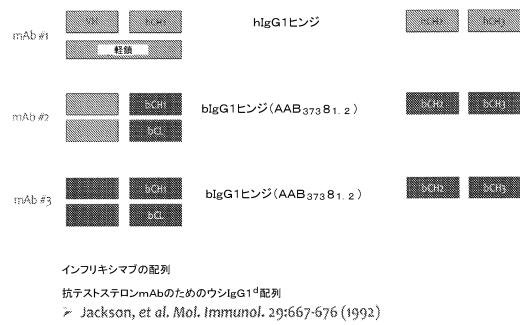 mAb #1
hIgG1ヒンジ
軽鎖
mAb #2
bCH1
bIgG1ヒンジ(AAB37381.2)
bCH2 bCH3
bCL
mAb #3
bCH1
bIgG1ヒンジ(AAB37381.2)
bCH2 bCH3
bCL
インフリキシマブの配列
抗テストステロンmAbのためのウシIgG1d配列
➢ Jackson, et al. Mol. Immunol. 29:667-676 (1992)